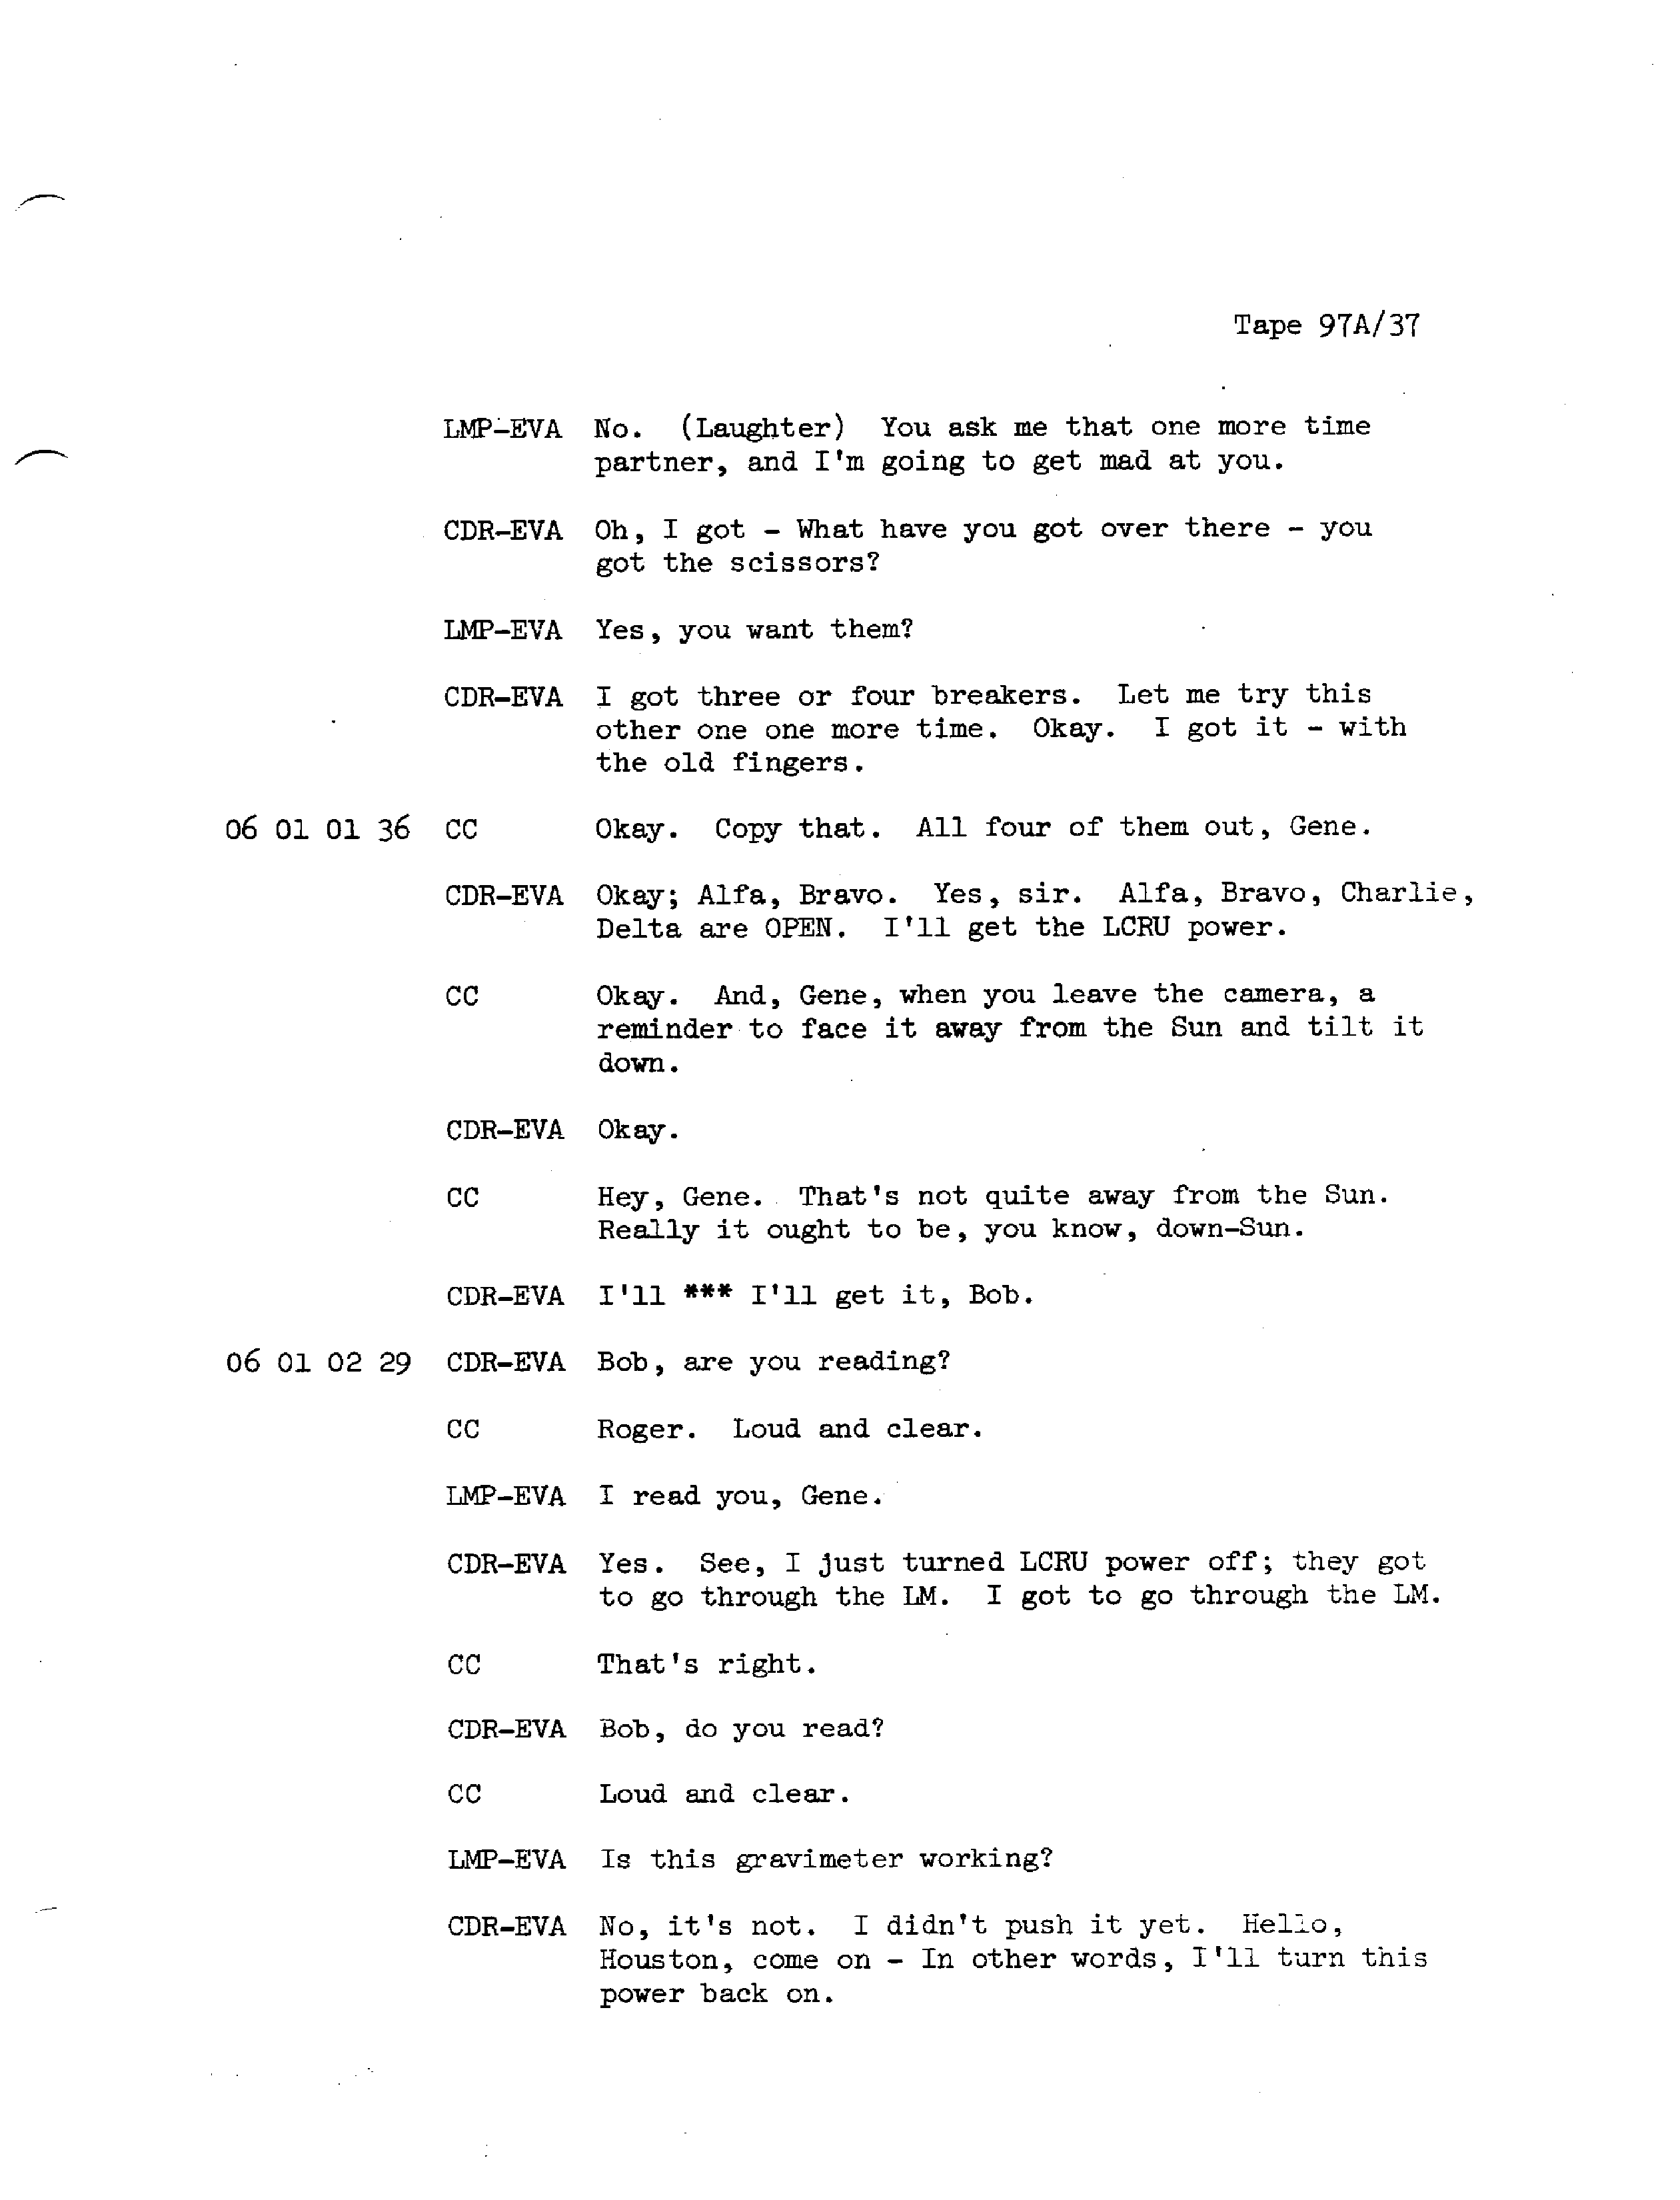 Tape 97A/37
LMP-EVA No. (Laughter) You ask me that one more time
partner, and I'm going to get mad at you.
CDR-EVA Oh, I got - What have you got over there - you
got the scissors?
LMP-EVA Yes, you want them?
CDR-EVA I got three or four breakers. Let me try this
other one one more time. Okay. I got it - with
the old fingers.
06 01 01 36 CC Okay. Copy that. All four of them out, Gene.
CDR-EVA Okay; Alfa, Bravo. Yes, sir. Alfa, Bravo, Charlie,
Delta are OPEN. I'll get the LCRU power.
CC Okay. And, Gene, when you leave the camera, a
reminder to face it away from the Sun and tilt it
down.
CDR-EVA Okay.
CC Hey, Gene. That's not quite away from the Sun.
Really it ought to be, you know, down-Sun.
CDR-EVA I'll *** I'll get it, Bob.
06 01 02 29 CDR-EVA Bob, are you reading?
CC Roger. Loud and clear.
LMP-EVA I read you, Gene.
CDR-EVA Yes. See, I just turned LCRU power off; they got
to go through the LM. I got to go through the LM.
CC That's right.
CDR-EVA Bob, do you read?
CC Loud and clear.
LMP-EVA Is this gravimeter working?
CDR-EVA No, it's not. I didn't push it yet. Hello,
Houston, come on - In other words, I'll turn this
power back on.